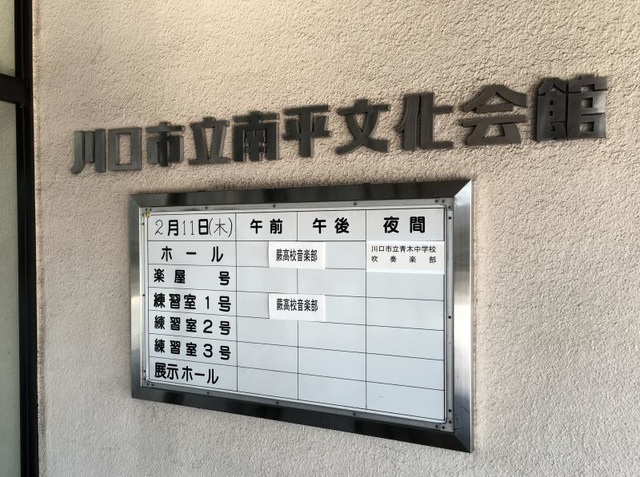 川口市立南平文化会館
2月11日(木) 午前 午後 夜間
ホール 蕨高校音楽部 川口市立青木中学校
吹奏楽部
楽屋 号
練習室1号 蕨高校音楽部
練習室2号
練習室3号
展示ホール